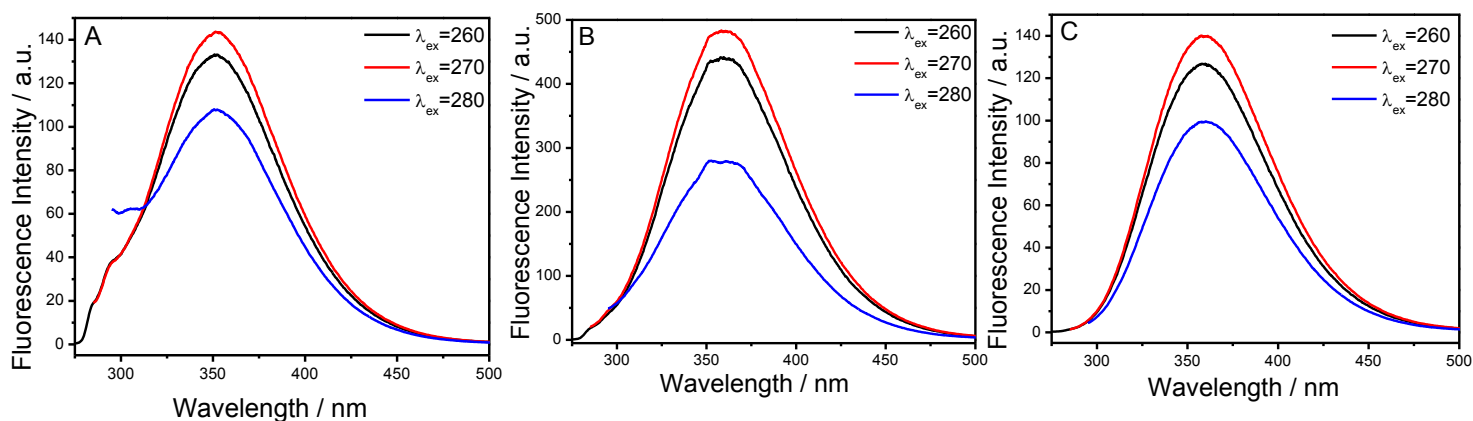 A
λex=260
λex=270
λex=280
140
120
100
80
60
40
20
0
300
350
400
450
500
Fluorescence Intensity / a.u.
Wavelength / nm
B
λex=260
λex=270
λex=280
500
400
300
200
100
0
300
350
400
450
500
Fluorescence Intensity / a.u.
Wavelength / nm
C
λex=260
λex=270
λex=280
140
120
100
80
60
40
20
0
300
350
400
450
500
Fluorescence Intensity / a.u.
Wavelength / nm